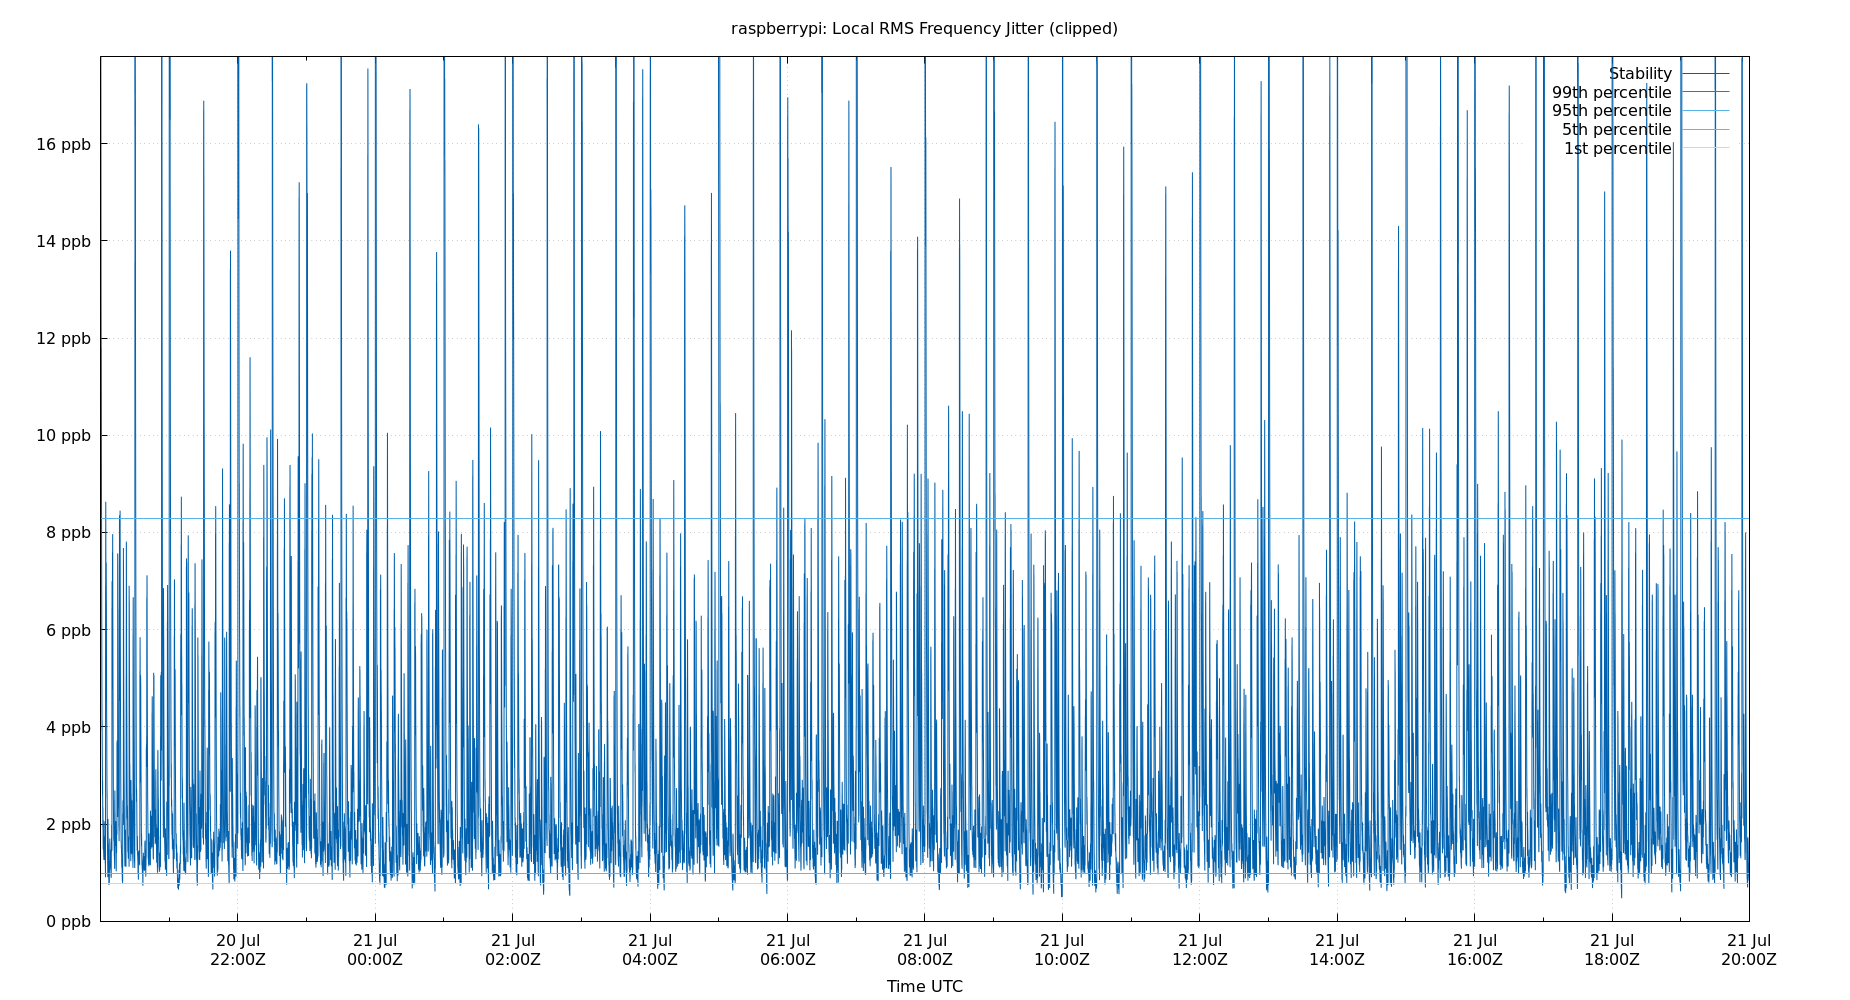 raspberrypi: Local RMS Frequency Jitter (clipped)
Stability
99th percentile
95th percentile
5th percentile
1st percentile
16 ppb
14 ppb
12 ppb
10 ppb
8 ppb
6 ppb
4 ppb
2 ppb
0 ppb
20 Jul 21 Jul 21 Jul 21 Jul 21 Jul 21 Jul 21 Jul 21 Jul 21 Jul 21 Jul 21 Jul 21 Jul
22:00Z 00:00Z 02:00Z 04:00Z 06:00Z 08:00Z 10:00Z 12:00Z 14:00Z 16:00Z 18:00Z 20:00Z
Time UTC